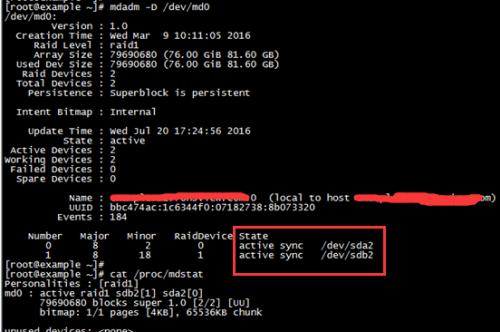 [root@example ~]# mdadm -D /dev/md0
/dev/md0:
Version : 1.0
Creation Time : Wed Mar 9 10:11:05 2016
Raid Level : raid1
Array Size : 79690680 (76.00 GiB 81.60 GB)
Used Dev Size : 79690680 (76.00 GiB 81.60 GB)
Raid Devices : 2
Total Devices : 2
Persistence : Superblock is persistent
Intent Bitmap : Internal
Update Time : Wed Jul 20 17:24:56 2016
State : active
Active Devices : 2
Working Devices : 2
Failed Devices : 0
Spare Devices : 0
Name : 0 (local to host om)
UUID : bbc474ac:1c6344f0:07182738:8b073320
Events : 184
Number Major Minor RaidDevice State
0 8 2 0 active sync /dev/sda2
1 8 18 1 active sync /dev/sdb2
[root@example ~]#
[root@example ~]# cat /proc/mdstat
Personalities : [raid1]
md0 : active raid1 sdb2[1] sda2[0]
79690680 blocks super 1.0 [2/2] [UU]
bitmap: 1/1 pages [4KB], 65536KB chunk
unused devices: <none>